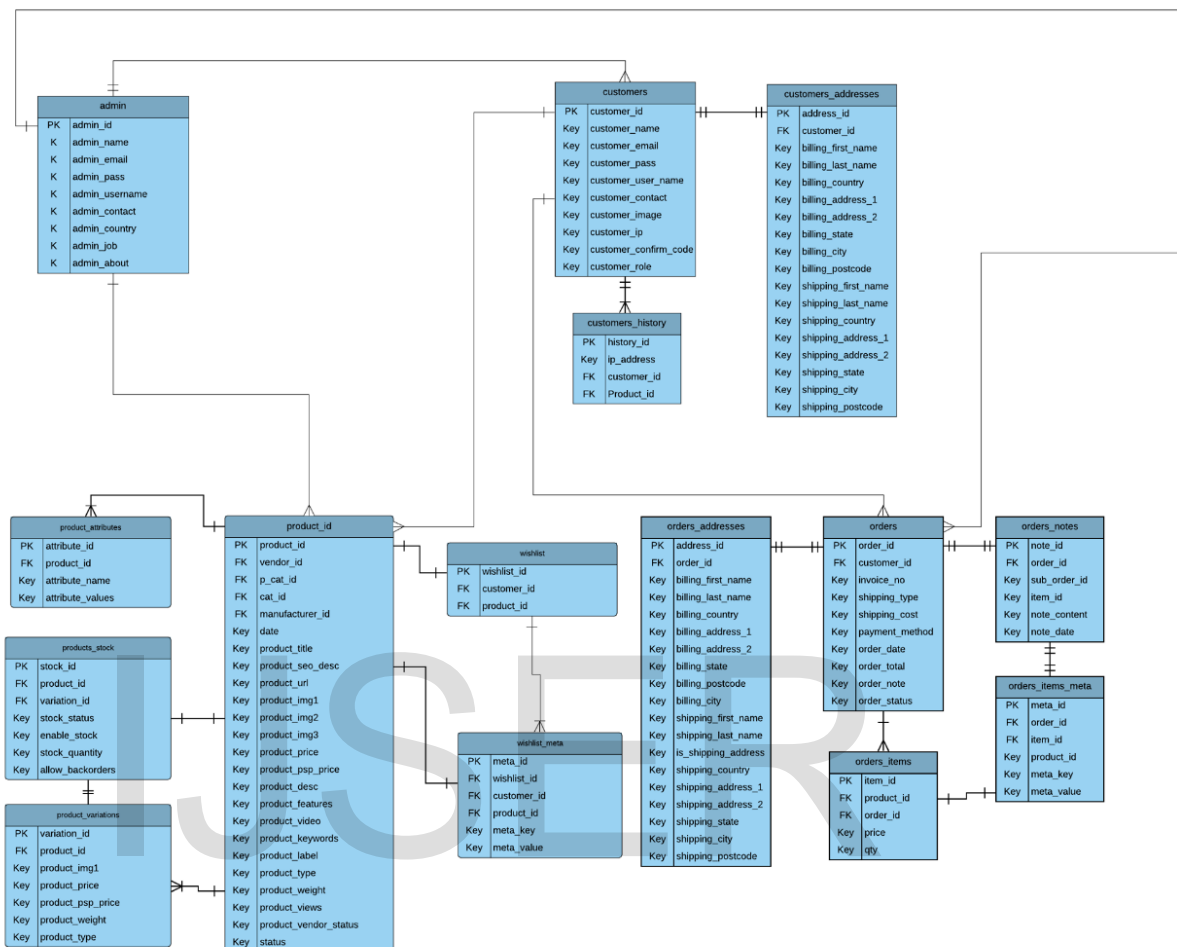 admin
PK admin_id
K admin_name
K admin_email
K admin_pass
K admin_username
K admin_contact
K admin_country
K admin_job
K admin_about
customers
PK customer_id
Key customer_name
Key customer_email
Key customer_pass
Key customer_user_name
Key customer_contact
Key customer_image
Key customer_ip
Key customer_confirm_code
Key customer_role
customers_addresses
PK address_id
FK customer_id
Key billing_first_name
Key billing_last_name
Key billing_country
Key billing_address_1
Key billing_address_2
Key billing_state
Key billing_city
Key billing_postcode
Key shipping_first_name
Key shipping_last_name
Key shipping_country
Key shipping_address_1
Key shipping_address_2
Key shipping_state
Key shipping_city
Key shipping_postcode
customers_history
PK history_id
Key ip_address
FK customer_id
FK Product_id
product_attributes
PK attribute_id
FK product_id
Key attribute_name
Key attribute_values
products_stock
PK stock_id
FK product_id
FK variation_id
Key stock_status
Key enable_stock
Key stock_quantity
Key allow_backorders
product_variations
PK variation_id
FK product_id
Key product_img1
Key product_price
Key product_psp_price
Key product_weight
Key product_type
product_id
PK product_id
FK vendor_id
FK p_cat_id
FK cat_id
FK manufacturer_id
Key date
Key product_title
Key product_seo_desc
Key product_url
Key product_img1
Key product_img2
Key product_img3
Key product_price
Key product_psp_price
Key product_desc
Key product_features
Key product_video
Key product_keywords
Key product_label
Key product_type
Key product_weight
Key product_views
Key product_vendor_status
Key status
wishlist
PK wishlist_id
FK customer_id
FK product_id
wishlist_meta
PK meta_id
FK wishlist_id
FK customer_id
FK product_id
Key meta_key
Key meta_value
orders_addresses
PK address_id
FK order_id
Key billing_first_name
Key billing_last_name
Key billing_country
Key billing_address_1
Key billing_address_2
Key billing_state
Key billing_postcode
Key billing_city
Key shipping_first_name
Key shipping_last_name
Key is_shipping_address
Key shipping_country
Key shipping_address_1
Key shipping_address_2
Key shipping_state
Key shipping_city
Key shipping_postcode
orders
PK order_id
FK customer_id
Key invoice_no
Key shipping_type
Key shipping_cost
Key payment_method
Key order_date
Key order_total
Key order_note
Key order_status
orders_items
PK item_id
FK product_id
FK order_id
Key price
Key qty
orders_notes
PK note_id
FK order_id
Key sub_order_id
Key item_id
Key note_content
Key note_date
orders_items_meta
PK meta_id
FK order_id
FK item_id
Key product_id
Key meta_key
Key meta_value
IJSER